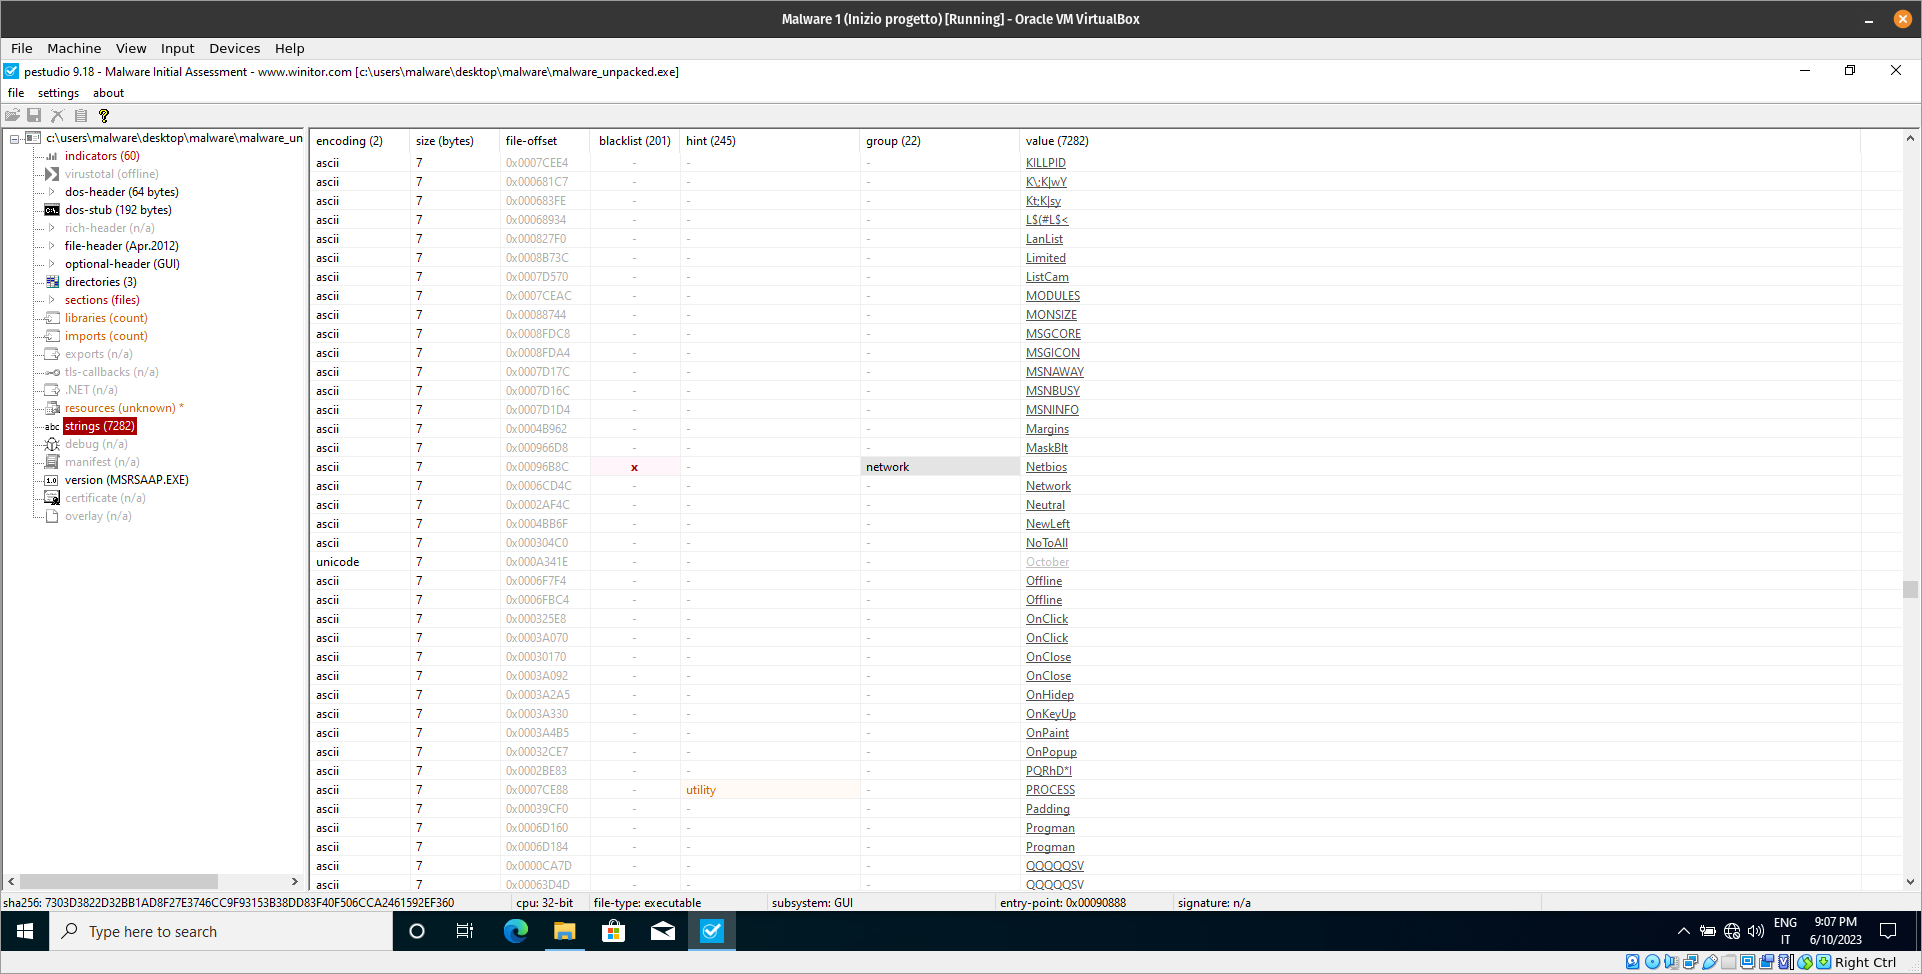 Malware 1 (Inizio progetto) [Running] - Oracle VM VirtualBox
File Machine View Input Devices Help
pestudio 9.18 - Malware Initial Assessment - www.winitor.com [c:\users\malware\desktop\malware\malware_unpacked.exe]
file settings about
c:\users\malware\desktop\malware\malware_un
indicators (60)
virustotal (offline)
dos-header (64 bytes)
dos-stub (192 bytes)
rich-header (n/a)
file-header (Apr.2012)
optional-header (GUI)
directories (3)
sections (files)
libraries (count)
imports (count)
exports (n/a)
tls-callbacks (n/a)
.NET (n/a)
resources (unknown) *
abc strings (7282)
debug (n/a)
manifest (n/a)
1.0 version (MSRSAAP.EXE)
certificate (n/a)
overlay (n/a)
encoding (2) size (bytes) file-offset blacklist (201) hint (245) group (22) value (7282)
ascii 7 0x0007CEE4 - - - KILLPID
ascii 7 0x000681C7 - - - K\;K|wY
ascii 7 0x000683FE - - - Kt;K|sy
ascii 7 0x00068934 - - - L$(#L$<
ascii 7 0x000827F0 - - - LanList
ascii 7 0x0008B73C - - - Limited
ascii 7 0x0007D570 - - - ListCam
ascii 7 0x0007CEAC - - - MODULES
ascii 7 0x00088744 - - - MONSIZE
ascii 7 0x0008FDC8 - - - MSGCORE
ascii 7 0x0008FDA4 - - - MSGICON
ascii 7 0x0007D17C - - - MSNAWAY
ascii 7 0x0007D16C - - - MSNBUSY
ascii 7 0x0007D1D4 - - - MSNINFO
ascii 7 0x0004B962 - - - Margins
ascii 7 0x000966D8 - - - MaskBlt
ascii 7 0x00096B8C x - network Netbios
ascii 7 0x0006CD4C - - - Network
ascii 7 0x0002AF4C - - - Neutral
ascii 7 0x0004BB6F - - - NewLeft
ascii 7 0x000304C0 - - - NoToAll
unicode 7 0x000A341E - - - October
ascii 7 0x0006F7F4 - - - Offline
ascii 7 0x0006FBC4 - - - Offline
ascii 7 0x000325E8 - - - OnClick
ascii 7 0x0003A070 - - - OnClick
ascii 7 0x00030170 - - - OnClose
ascii 7 0x0003A092 - - - OnClose
ascii 7 0x0003A2A5 - - - OnHidep
ascii 7 0x0003A330 - - - OnKeyUp
ascii 7 0x0003A4B5 - - - OnPaint
ascii 7 0x00032CE7 - - - OnPopup
ascii 7 0x0002BE83 - - - PQRhD*I
ascii 7 0x0007CE88 - utility - PROCESS
ascii 7 0x00039CF0 - - - Padding
ascii 7 0x0006D160 - - - Progman
ascii 7 0x0006D184 - - - Progman
ascii 7 0x0000CA7D - - - QQQQQSV
ascii 7 0x00063D4D - - - QQQQQSV
sha256: 7303D3822D32BB1AD8F27E3746CC9F93153B38DD83F40F506CCA2461592EF360 cpu: 32-bit file-type: executable subsystem: GUI entry-point: 0x00090888 signature: n/a
Type here to search
ENG
IT
9:07 PM
6/10/2023
Right Ctrl